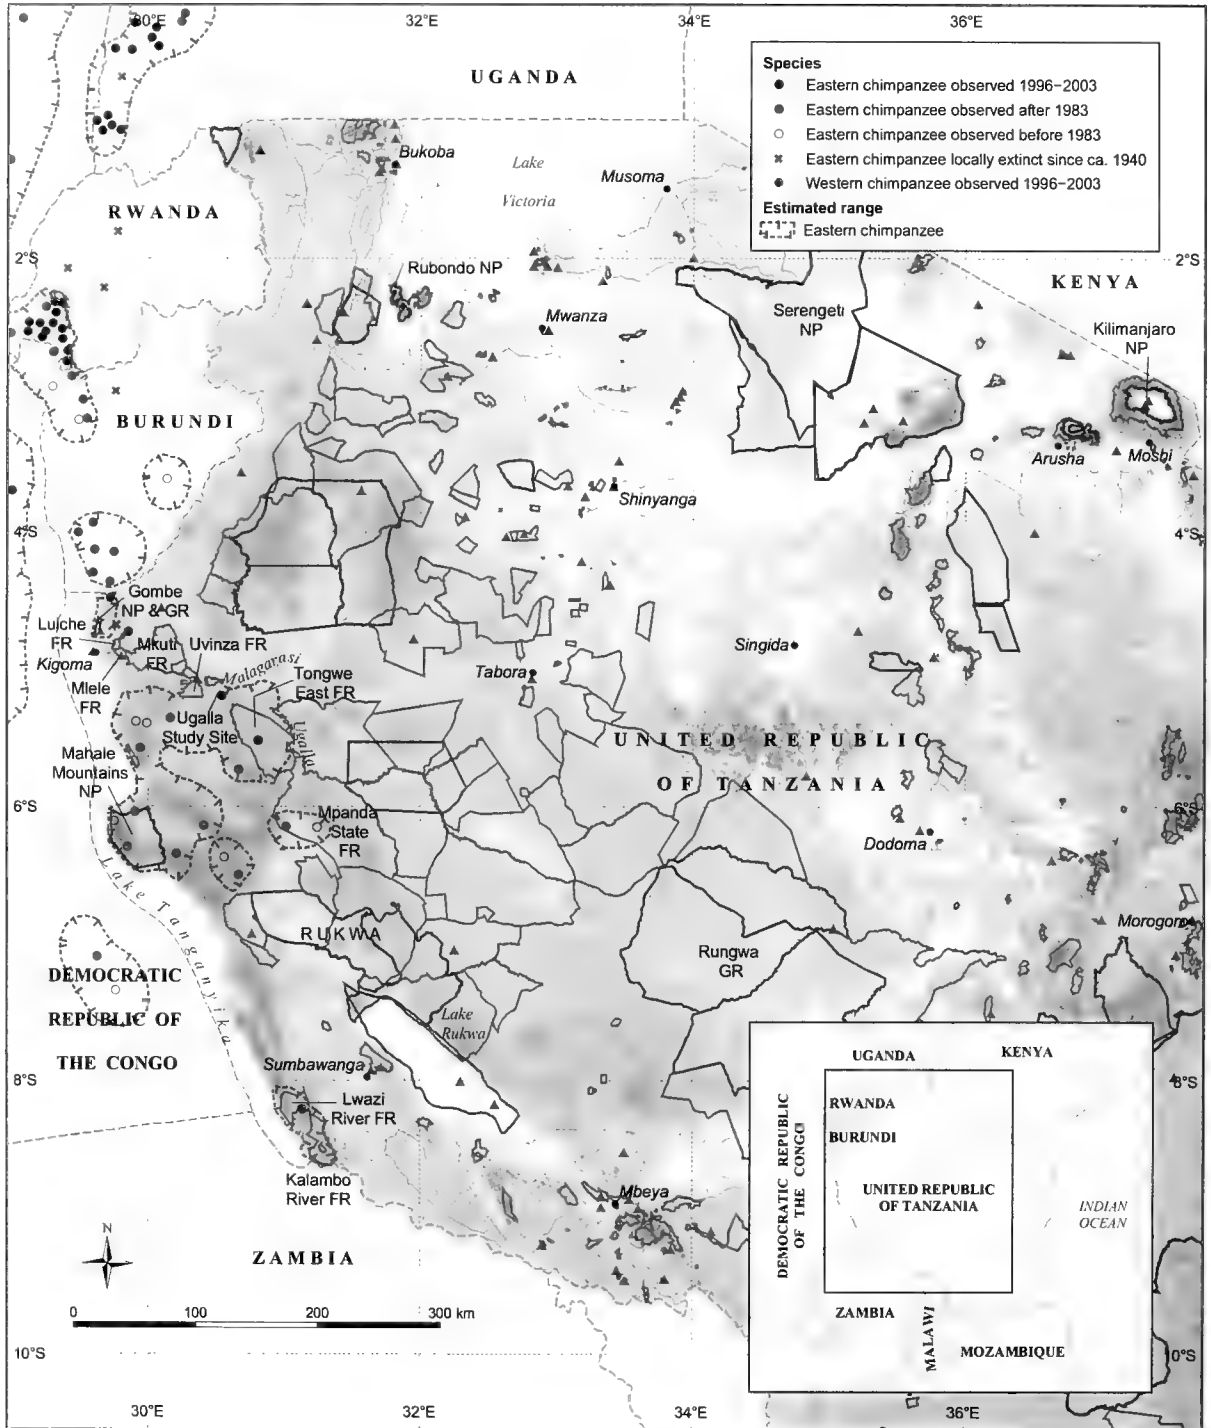 30°E 32°E 34°E 36°E
UGANDA
Species
Eastern chimpanzee observed 1996–2003
Eastern chimpanzee observed after 1983
Eastern chimpanzee observed before 1983
Eastern chimpanzee locally extinct since ca. 1940
Western chimpanzee observed 1996–2003
Estimated range
1 Eastern chimpanzee
Bukoba
Lake
Victoria
Musoma
RWANDA
2°S 2°S
Rubondo NP
KENYA
Serengeti
NP
Mwanza
Kilimanjaro
NP
BURUNDI
Arusha
Moshi
Shinyanga
4°S 4°S
Gombe
NP & GR
Luiche
FR
Mkuti
FR
Uvinza FR
Kigoma
Malagarasi
Singida
Tabora
Tongwe
East FR
Mlele
FR
Ugalla
Study Site
Ugalla
UNITED REPUBLIC
OF TANZANIA
Mahale
Mountains
NP
6°S 6°S
Mpanda
State
FR
Dodoma
Lake Tanganyika
Morogoro
RUKWA
Rungwa
GR
DEMOCRATIC
REPUBLIC OF
THE CONGO
Lake
Rukwa
Sumbawanga
8°S 8°S
Lwazi
River FR
Kalambo
River FR
Mbeya
ZAMBIA
N
0 100 200 300 km
10°S 0°S
UGANDA KENYA
RWANDA
BURUNDI
DEMOCRATIC REPUBLIC
OF THE CONGO
UNITED REPUBLIC
OF TANZANIA
INDIAN
OCEAN
ZAMBIA
MALAWI
MOZAMBIQUE
30°E 32°E 34°E 36°E